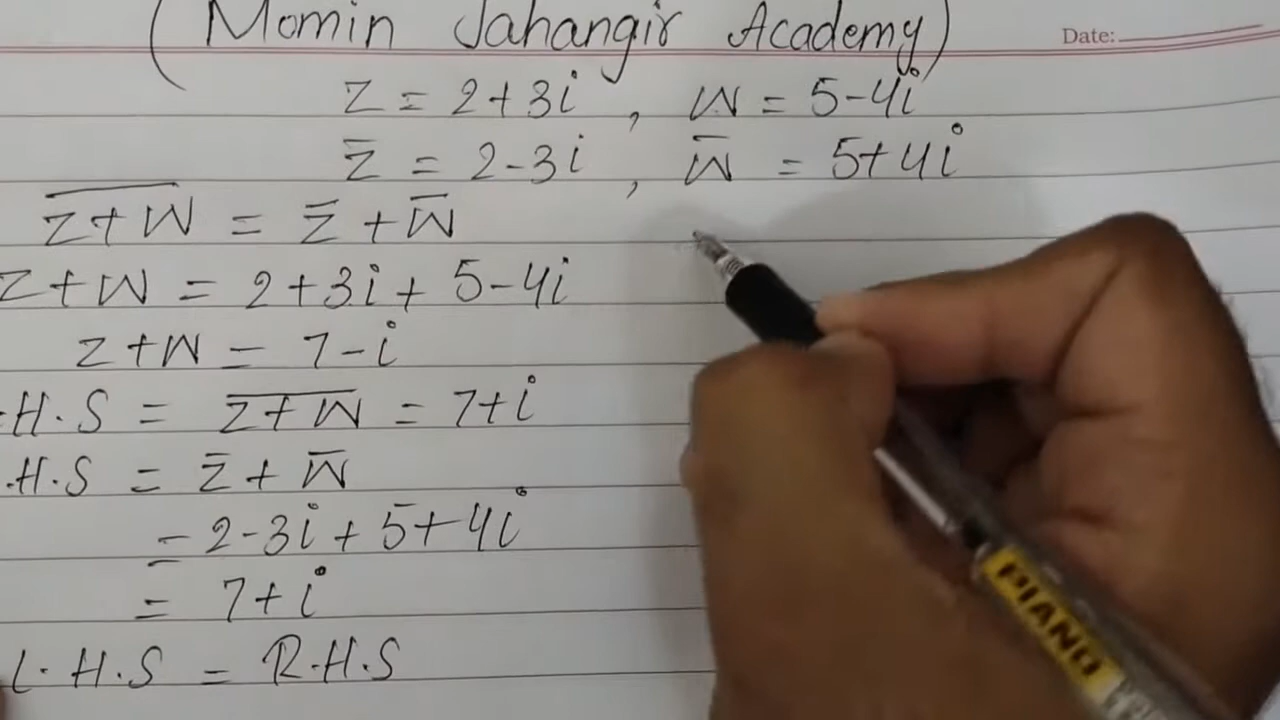 (Momin Jahangir Academy)
Date:
z = 2+3i , w = 5-4i
z̅ = 2-3i , w̅ = 5+4i
z̅+̅w̅ = z̅ + w̅
z+w = 2+3i + 5-4i
z+w = 7-i
.H.S = z̅+̅w̅ = 7+i
.H.S = z̅ + w̅
= 2-3i + 5+4i
= 7+i
L.H.S = R.H.S
PIANO